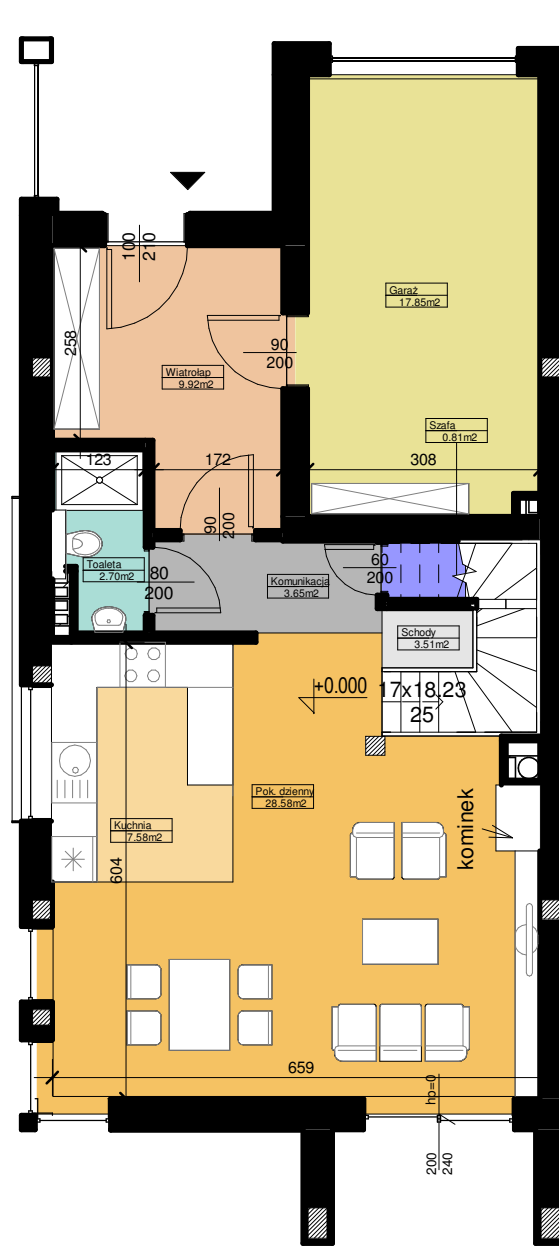 100
210
Garaż
17.85m2
258
90
200
Wiatrołap
9.92m2
Szafa
0.81m2
123
172
308
90
200
60
200
Toaleta
2.70m2
80
200
Komunikacja
3.65m2
Schody
3.51m2
+0.000
17x18.23
25
Pok. dzienny
28.58m2
kominek
Kuchnia
7.58m2
604
659
hp=0
200
240